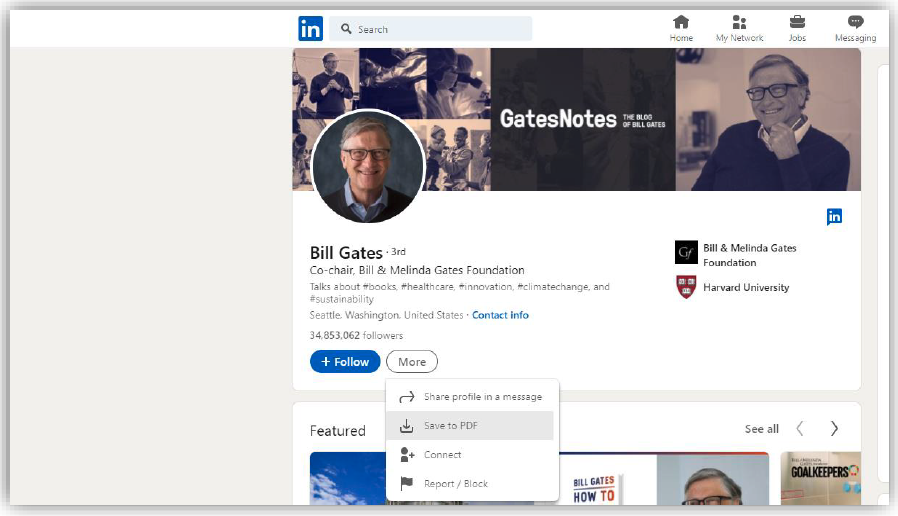 in
Search
Home
My Network
Jobs
Messaging
GatesNotes THE BLOG
OF BILL GATES
in
Bill Gates · 3rd
Co-chair, Bill & Melinda Gates Foundation
Talks about #books, #healthcare, #innovation, #climatechange, and
#sustainability
Seattle, Washington, United States · Contact info
34,853,062 followers
+ Follow
More
Gf
Bill & Melinda Gates
Foundation
Harvard University
Share profile in a message
Save to PDF
Connect
Report / Block
Featured
See all
BILL GATES
HOW TO
GOALKEEPERS